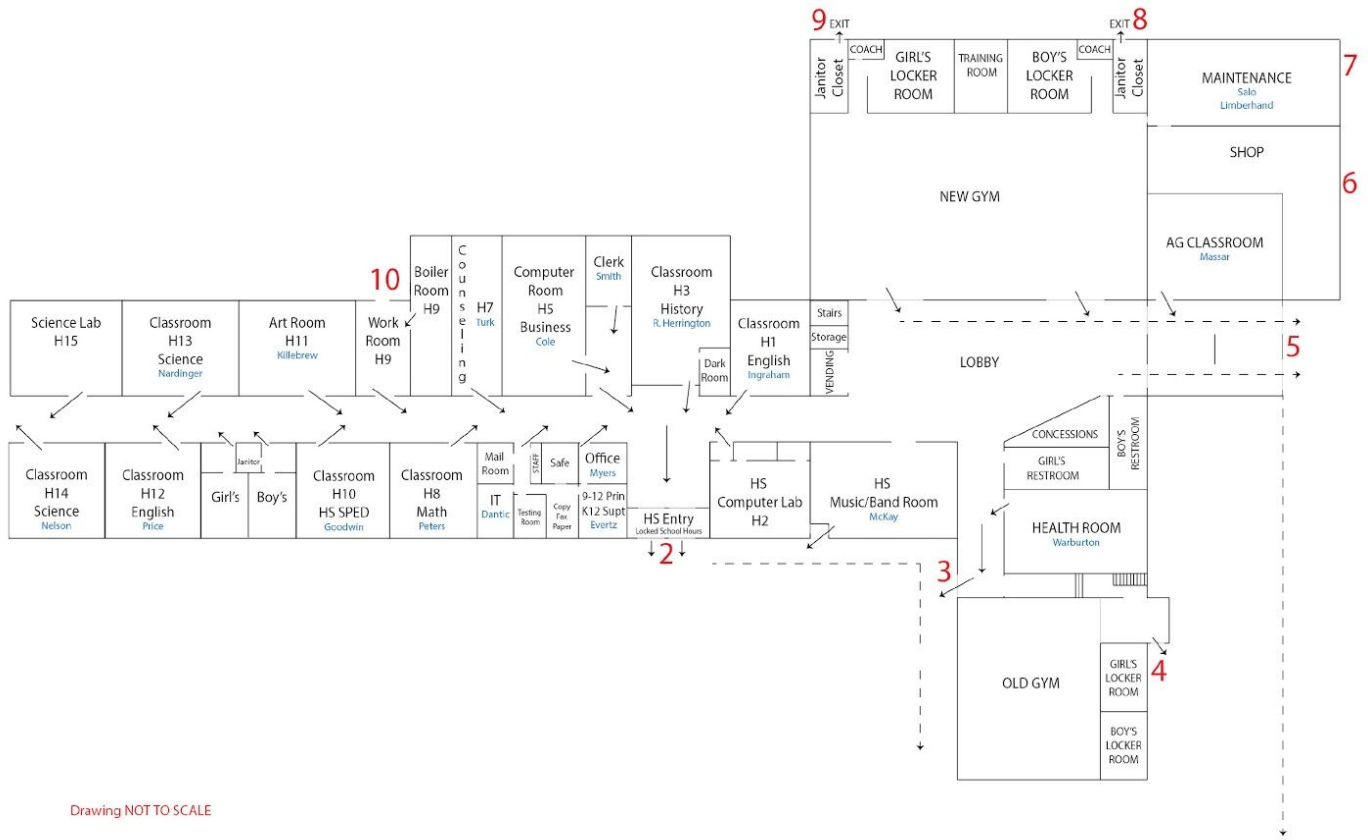 9 EXIT
EXIT 8
Janitor
Closet
COACH
GIRL'S
LOCKER
ROOM
TRAINING
ROOM
BOY'S
LOCKER
ROOM
COACH
Janitor
Closet
MAINTENANCE
Salo
Limberhand
7
SHOP
6
NEW GYM
AG CLASSROOM
Massar
10
Boiler
Room
H9
Counseling
H7
Turk
Computer
Room
H5
Business
Cole
Clerk
Smith
Classroom
H3
History
R. Herrington
Science Lab
H15
Classroom
H13
Science
Nardinger
Art Room
H11
Killebrew
Work
Room
H9
Dark
Room
Classroom
H1
English
Ingraham
Stairs
Storage
VENDING
LOBBY
5
CONCESSIONS
BOY'S
RESTROOM
GIRL'S
RESTROOM
Classroom
H14
Science
Nelson
Classroom
H12
English
Price
Janitor
Girl's
Boy's
Classroom
H10
HS SPED
Goodwin
Classroom
H8
Math
Peters
Mail
Room
STAFF
Safe
Office
Myers
IT
Dantic
Testing
Room
Copy
Fax
Paper
9-12 Prin
K12 Supt
Evertz
HS Entry
Locked School Hours
2
HS
Computer Lab
H2
HS
Music/Band Room
McKay
HEALTH ROOM
Warburton
3
4
OLD GYM
GIRL'S
LOCKER
ROOM
BOY'S
LOCKER
ROOM
Drawing NOT TO SCALE